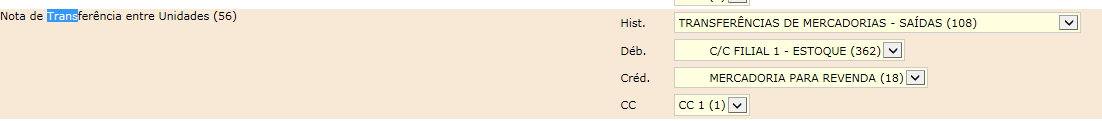 Nota de Transferência entre Unidades (56)
Hist. TRANSFERÊNCIAS DE MERCADORIAS - SAÍDAS (108)
Déb. C/C FILIAL 1 - ESTOQUE (362)
Créd. MERCADORIA PARA REVENDA (18)
CC CC 1 (1)